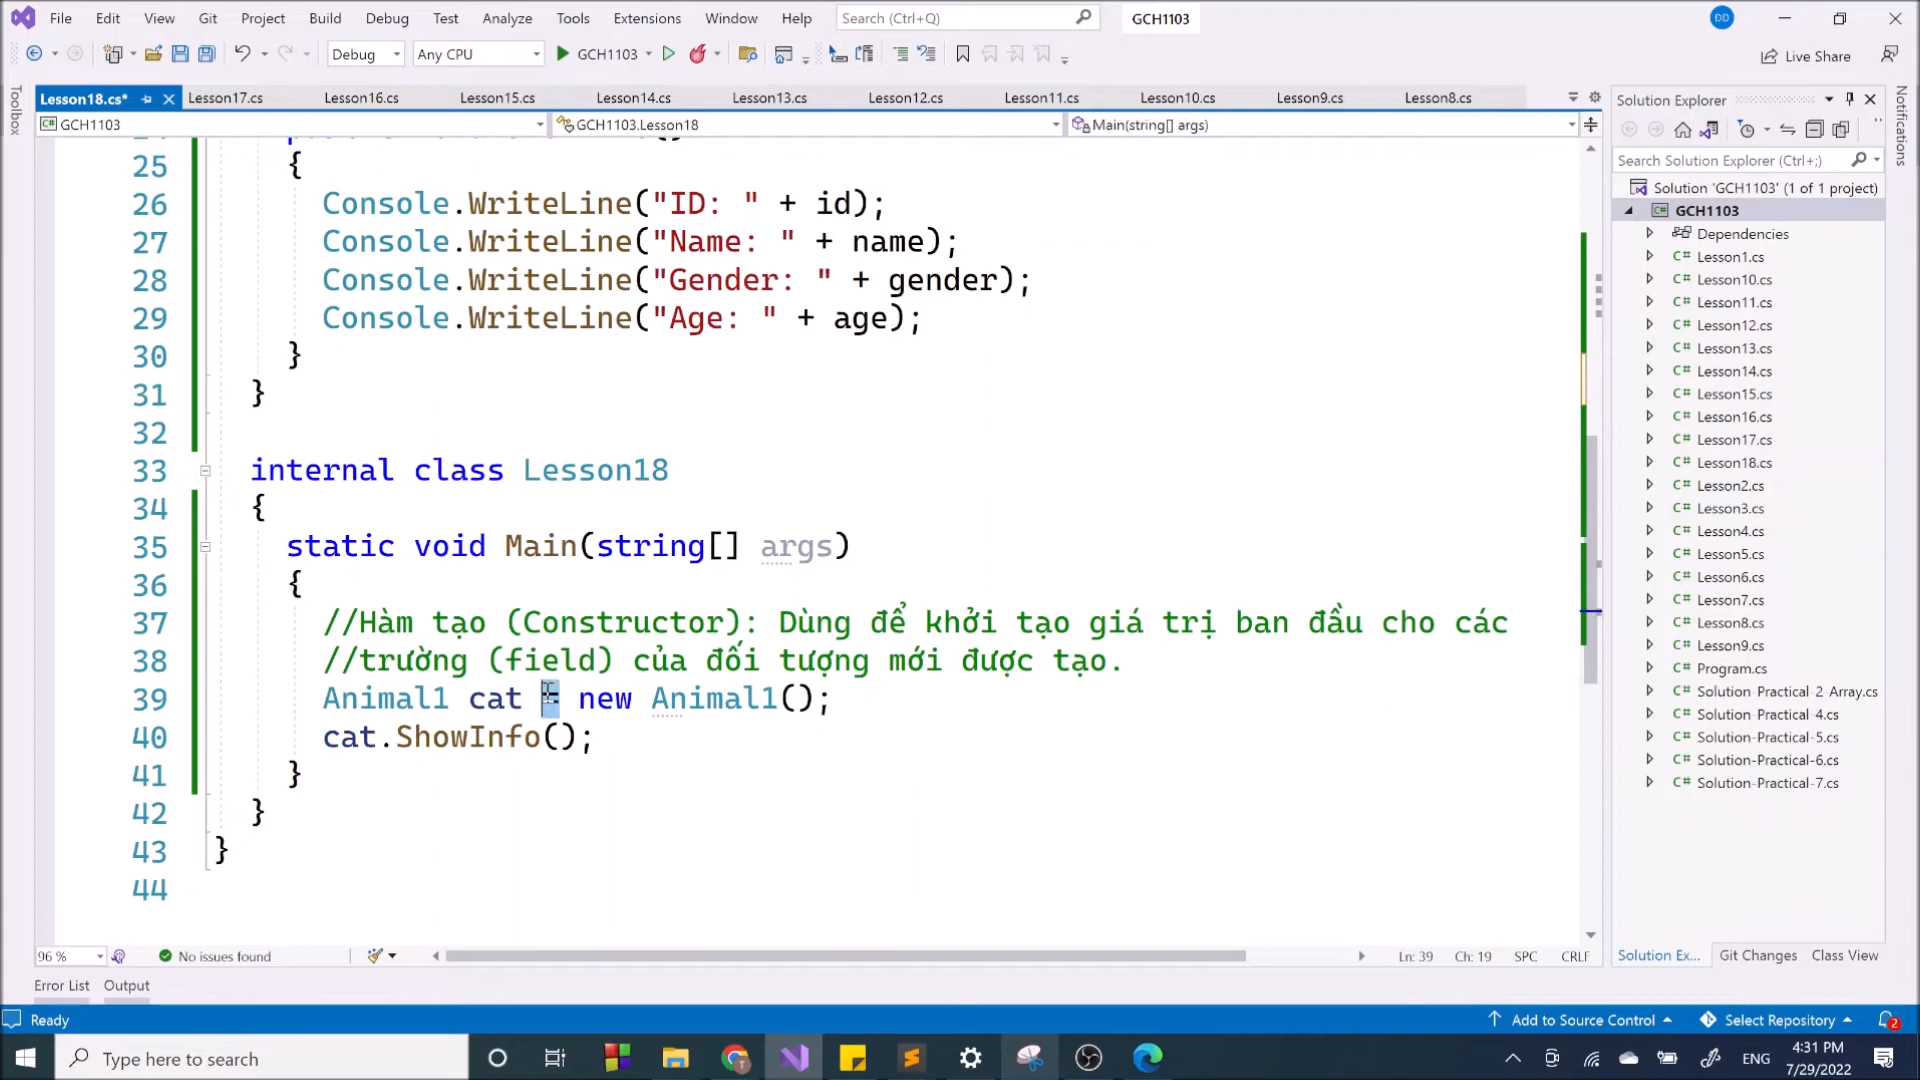 File Edit View Git Project Build Debug Test Analyze Tools Extensions Window Help Search (Ctrl+Q) GCH1103 ĐD
Debug Any CPU GCH1103 Live Share
Lesson18.cs* Lesson17.cs Lesson16.cs Lesson15.cs Lesson14.cs Lesson13.cs Lesson12.cs Lesson11.cs Lesson10.cs Lesson9.cs Lesson8.cs
GCH1103 GCH1103.Lesson18 Main(string[] args)
Toolbox
25 {
26 Console.WriteLine("ID: " + id);
27 Console.WriteLine("Name: " + name);
28 Console.WriteLine("Gender: " + gender);
29 Console.WriteLine("Age: " + age);
30 }
31 }
32
33 internal class Lesson18
34 {
35 static void Main(string[] args)
36 {
37 //Hàm tạo (Constructor): Dùng để khởi tạo giá trị ban đầu cho các
38 //trường (field) của đối tượng mới được tạo.
39 Animal1 cat = new Animal1();
40 cat.ShowInfo();
41 }
42 }
43 }
44
96 % No issues found Ln: 39 Ch: 19 SPC CRLF
Solution Explorer
Search Solution Explorer (Ctrl+;)
Solution 'GCH1103' (1 of 1 project)
GCH1103
Dependencies
C# Lesson1.cs
C# Lesson10.cs
C# Lesson11.cs
C# Lesson12.cs
C# Lesson13.cs
C# Lesson14.cs
C# Lesson15.cs
C# Lesson16.cs
C# Lesson17.cs
C# Lesson18.cs
C# Lesson2.cs
C# Lesson3.cs
C# Lesson4.cs
C# Lesson5.cs
C# Lesson6.cs
C# Lesson7.cs
C# Lesson8.cs
C# Lesson9.cs
C# Program.cs
C# Solution-Practical 2-Array.cs
C# Solution-Practical-4.cs
C# Solution-Practical-5.cs
C# Solution-Practical-6.cs
C# Solution-Practical-7.cs
Solution Ex... Git Changes Class View
Notifications
Error List Output
Ready Add to Source Control Select Repository 2
Type here to search ENG 4:31 PM
7/29/2022